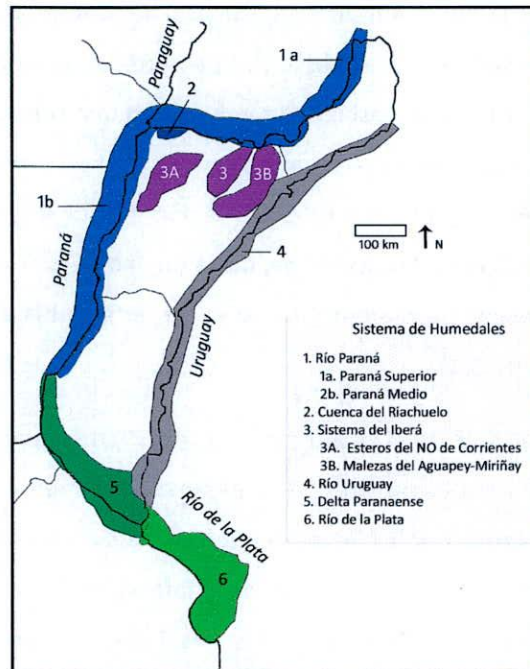 1a
Paraguay
2
3A
3
3B
1b
Paraná
4
100 km
N
Uruguay
Sistema de Humedales
1. Río Paraná
1a. Paraná Superior
2b. Paraná Medio
2. Cuenca del Riachuelo
3. Sistema del Iberá
3A. Esteros del NO de Corrientes
3B. Malezas del Aguapey-Miriñay
4. Río Uruguay
5. Delta Paranaense
6. Río de la Plata
5
Río de la Plata
6